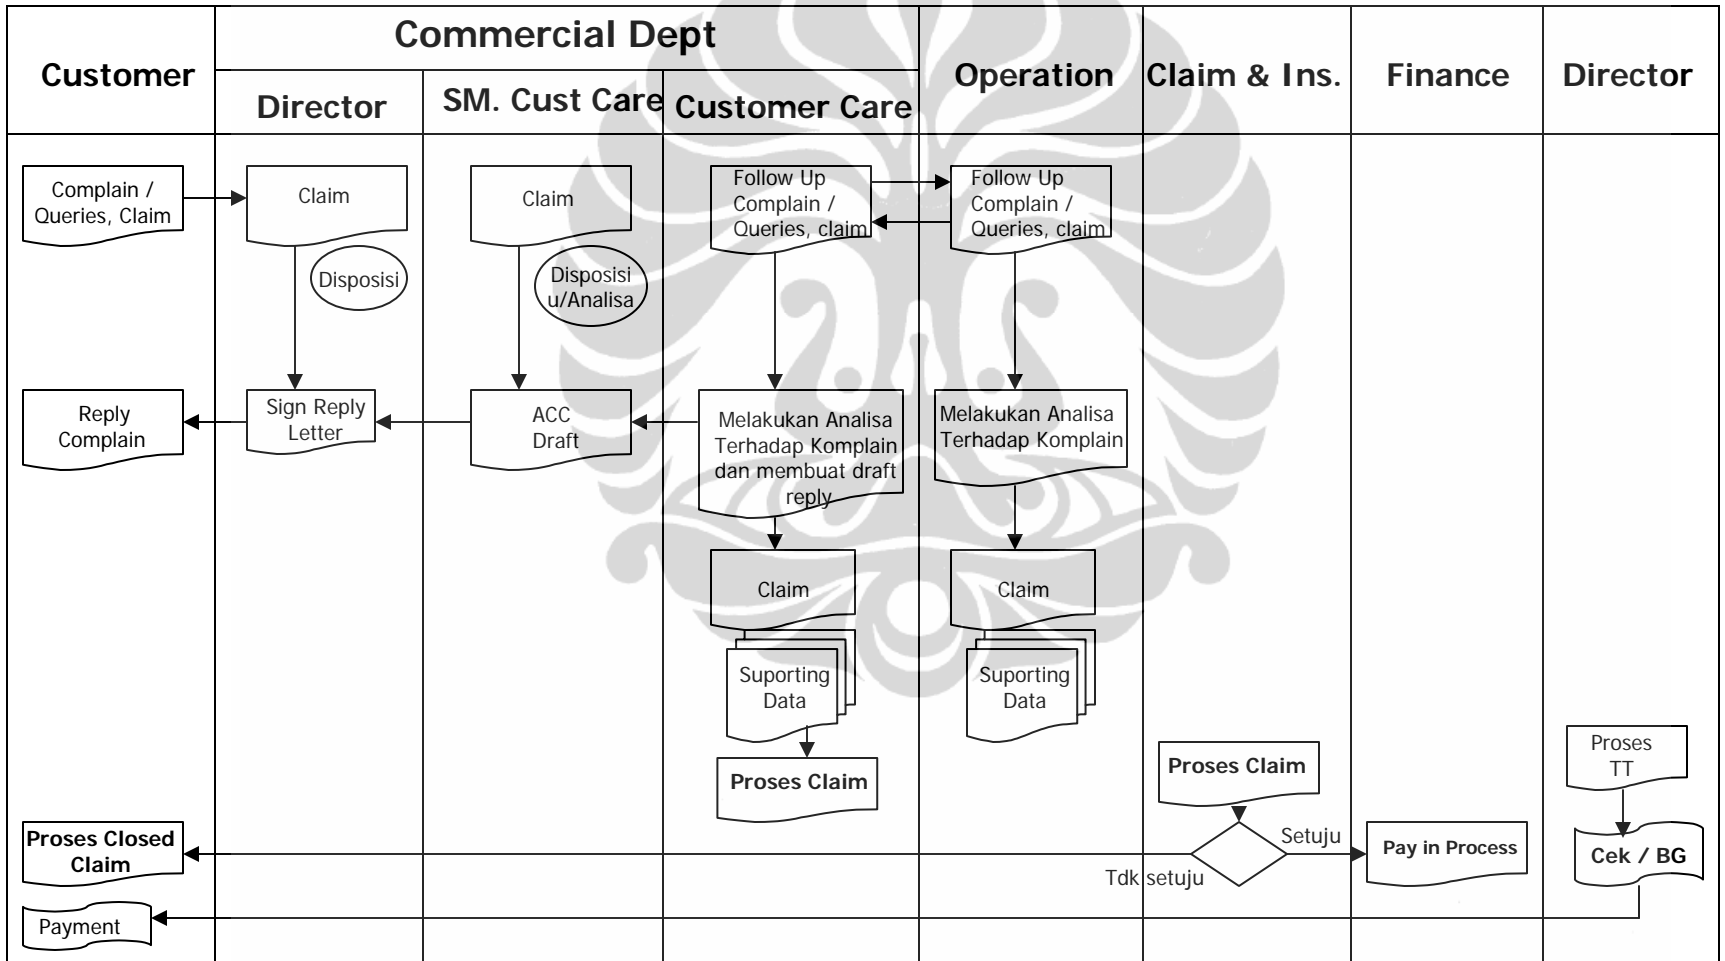 Commercial Dept
Customer
Operation
Claim & Ins.
Finance
Director
Director
SM. Cust Care
Customer Care
Complain /
Queries, Claim
Claim
Claim
Follow Up
Complain /
Queries, claim
Follow Up
Complain /
Queries, claim
Disposisi
Disposisi
u/Analisa
Reply
Complain
Sign Reply
Letter
ACC
Draft
Melakukan Analisa
Terhadap Komplain
dan membuat draft
reply
Melakukan Analisa
Terhadap Komplain
Claim
Claim
Suporting
Data
Suporting
Data
Proses Claim
Proses Claim
Proses
TT
Proses Closed
Claim
Setuju
Tdk setuju
Pay in Process
Cek / BG
Payment